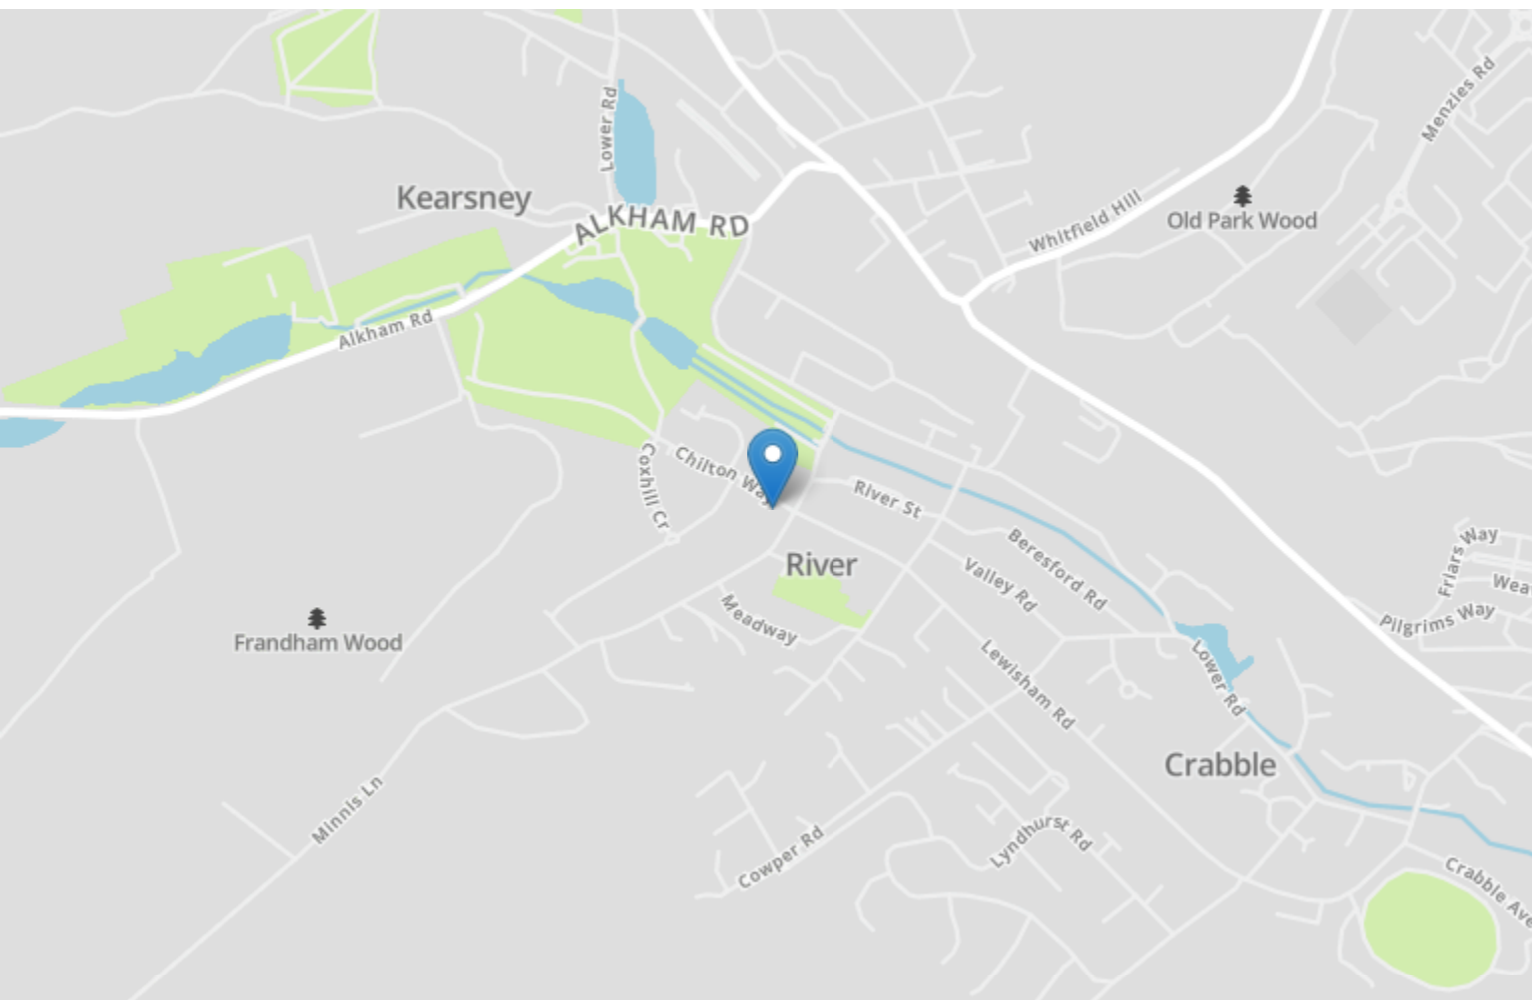 Menzies Rd
Lower Rd
Kearsney
ALKHAM RD
Whitfield Hill
Old Park Wood
Alkham Rd
Coxhill Cr
Chilton Way
River St
River
Beresford Rd
Valley Rd
Friars Way
Wea
Pilgrims Way
Meadway
Frandham Wood
Lewisham Rd
Lower Rd
Crabble
Minnis Ln
Cowper Rd
Lyndhurst Rd
Crabble Ave